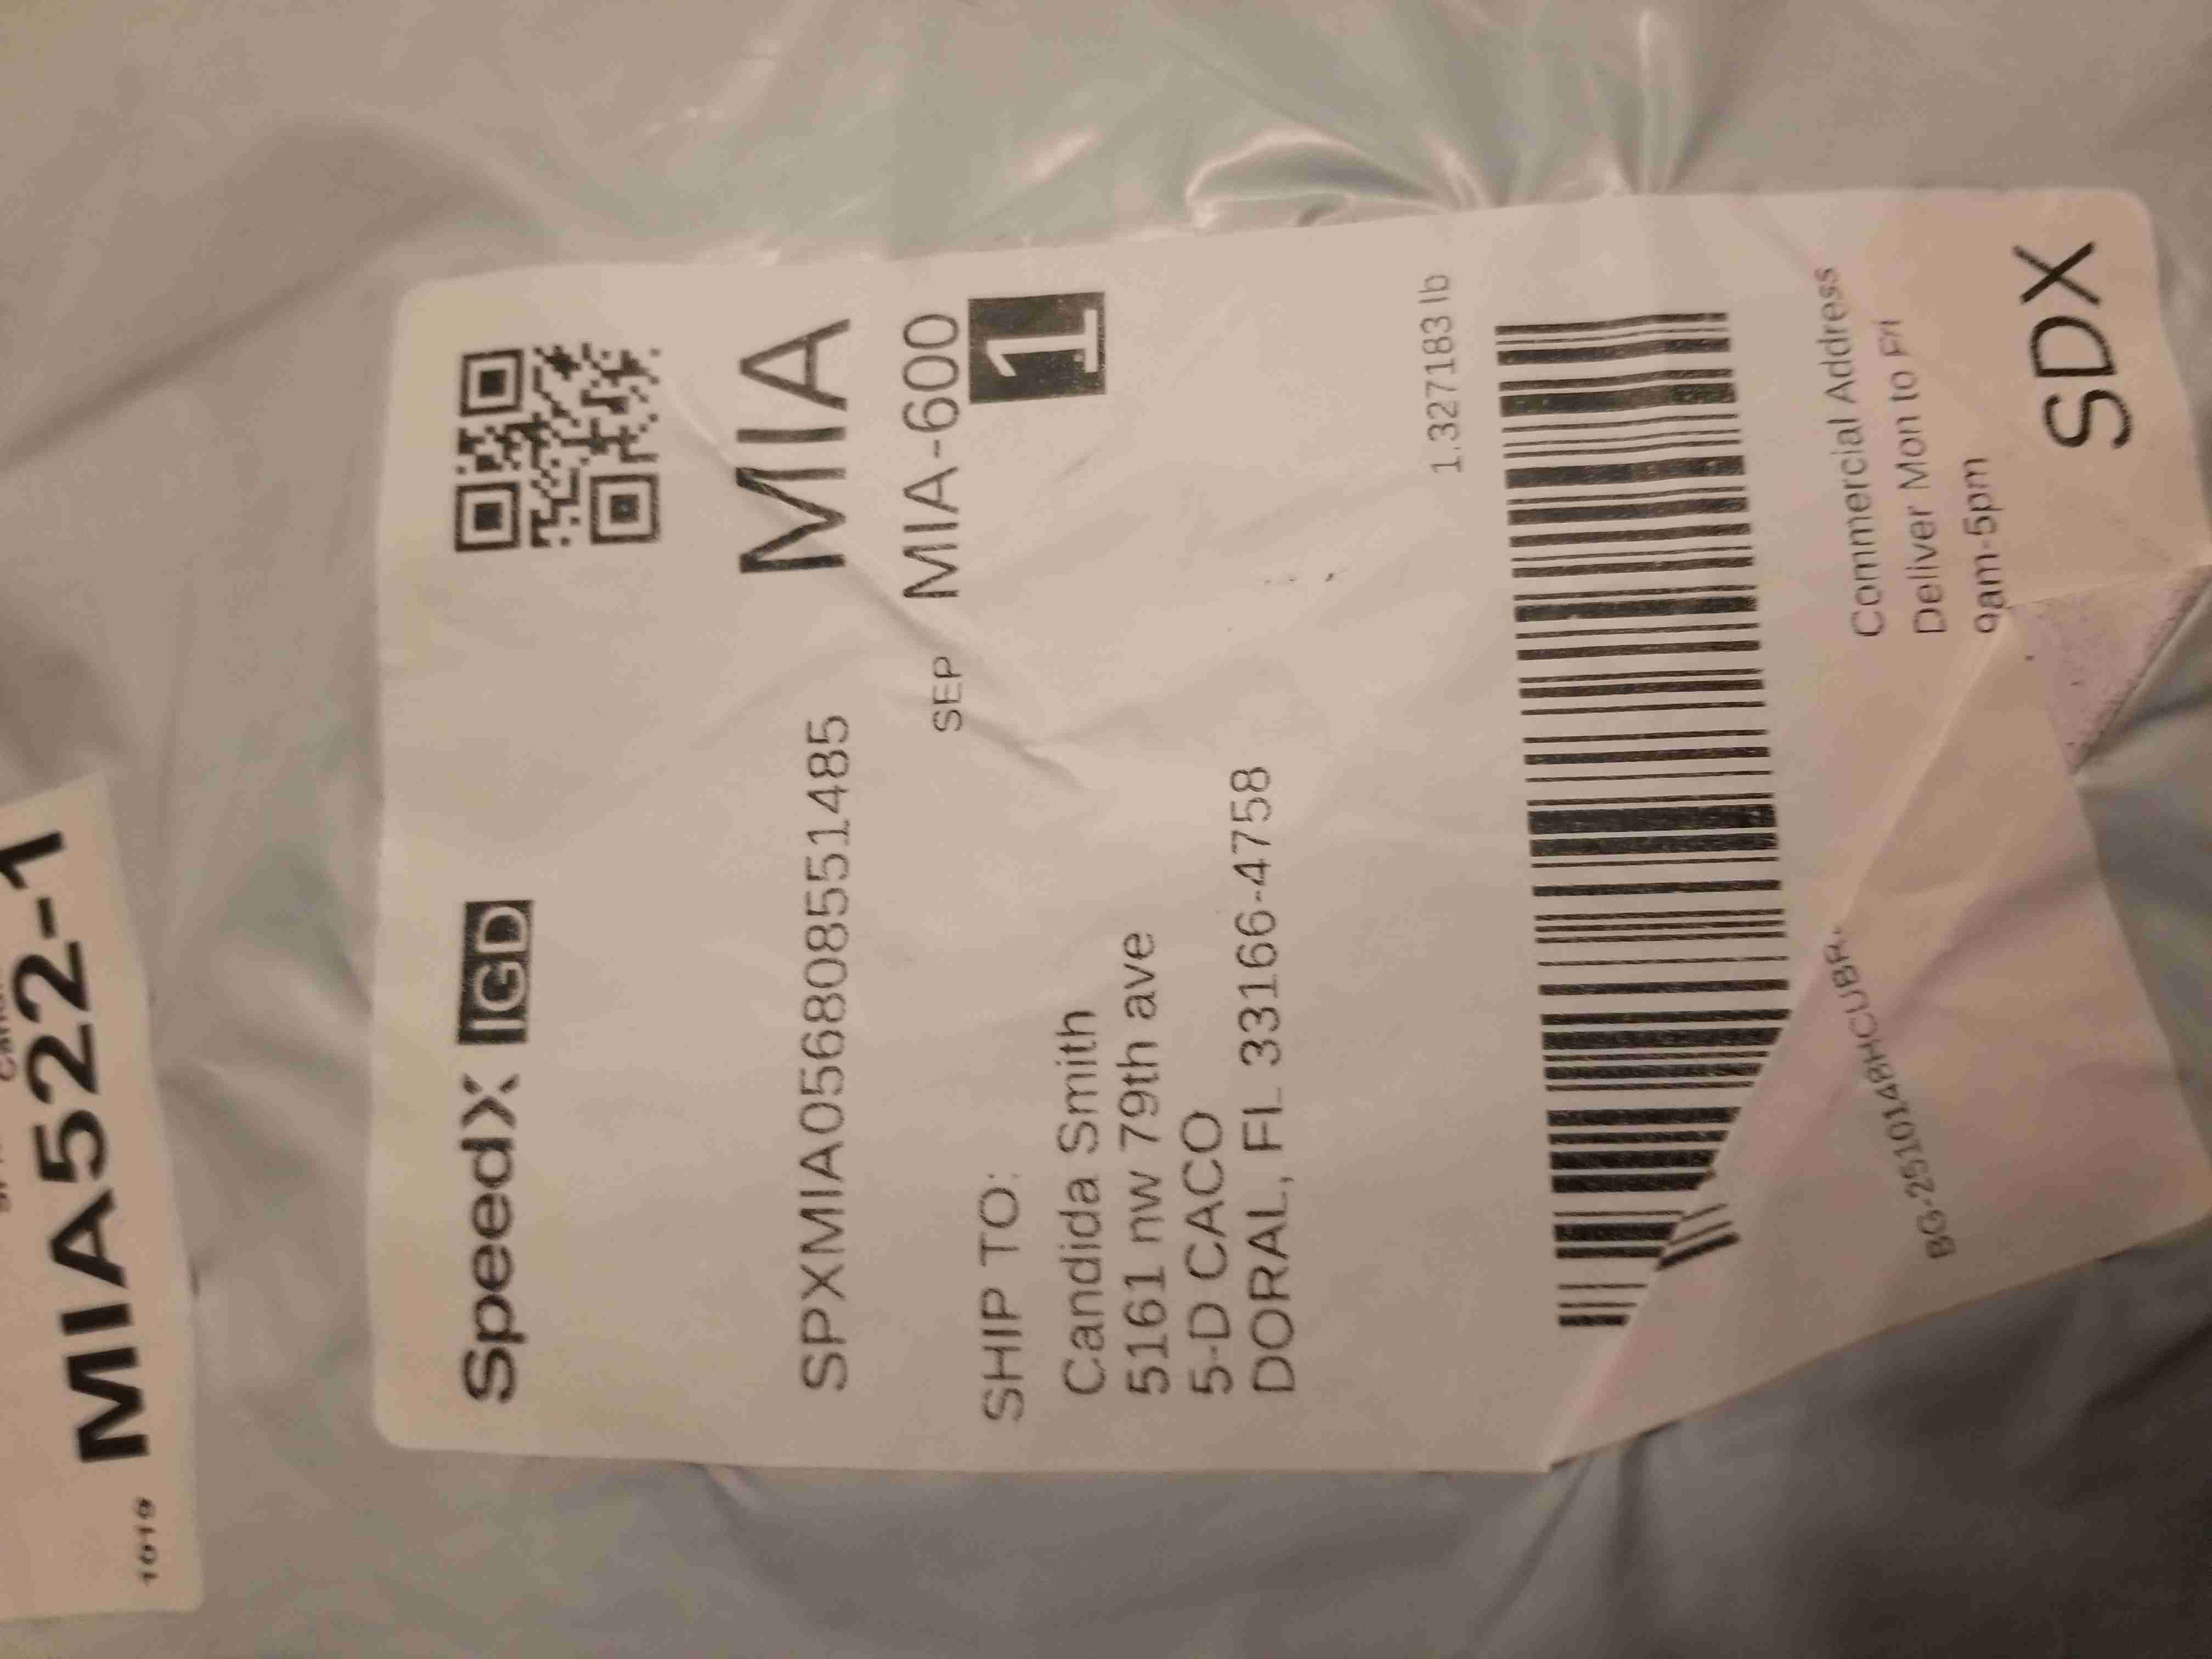 MIA522-1
1019
SpeedX IGD
SPXMIA056808551485
MIA
SEP MIA-600
1
SHIP TO:
Candida Smith
5161 nw 79th ave
5-D CACO
DORAL, FL 33166-4758
1.327183 lb
Commercial Address
Deliver Mon to Fri
9am-5pm
SDX